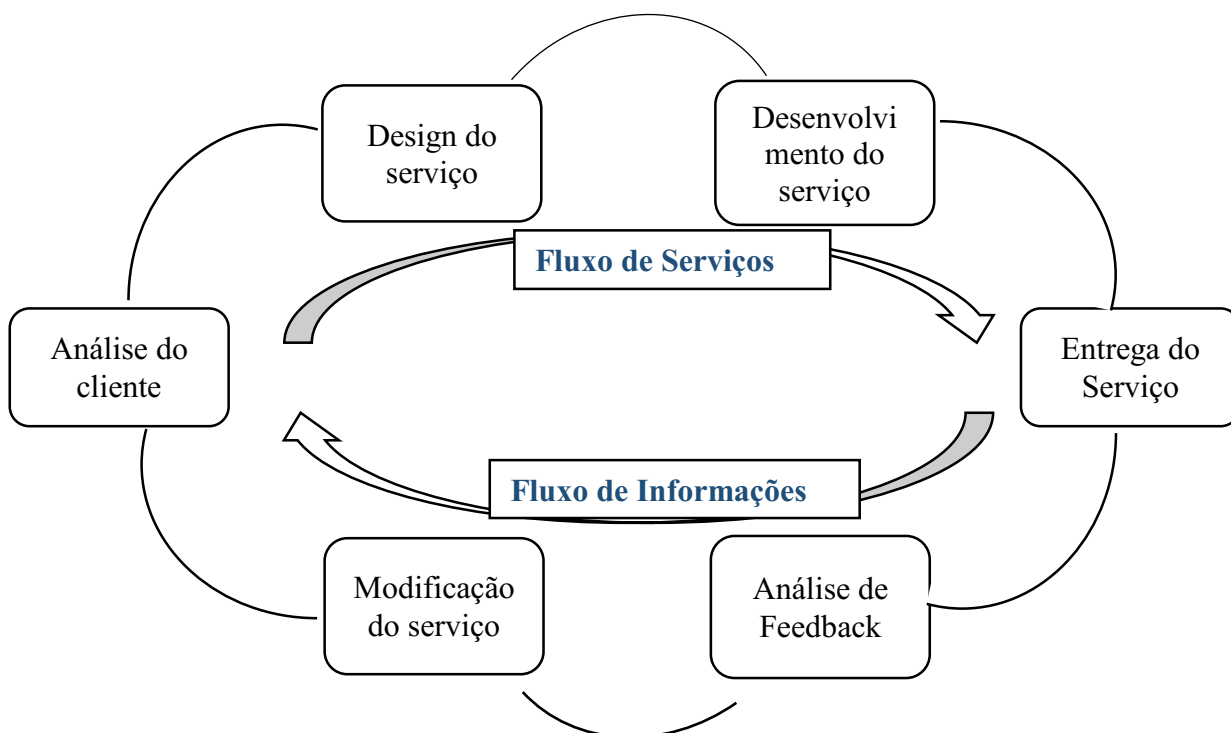 Design do
serviço
Desenvolvi
mento do
serviço
Fluxo de Serviços
Análise do
cliente
Entrega do
Serviço
Fluxo de Informações
Modificação
do serviço
Análise de
Feedback